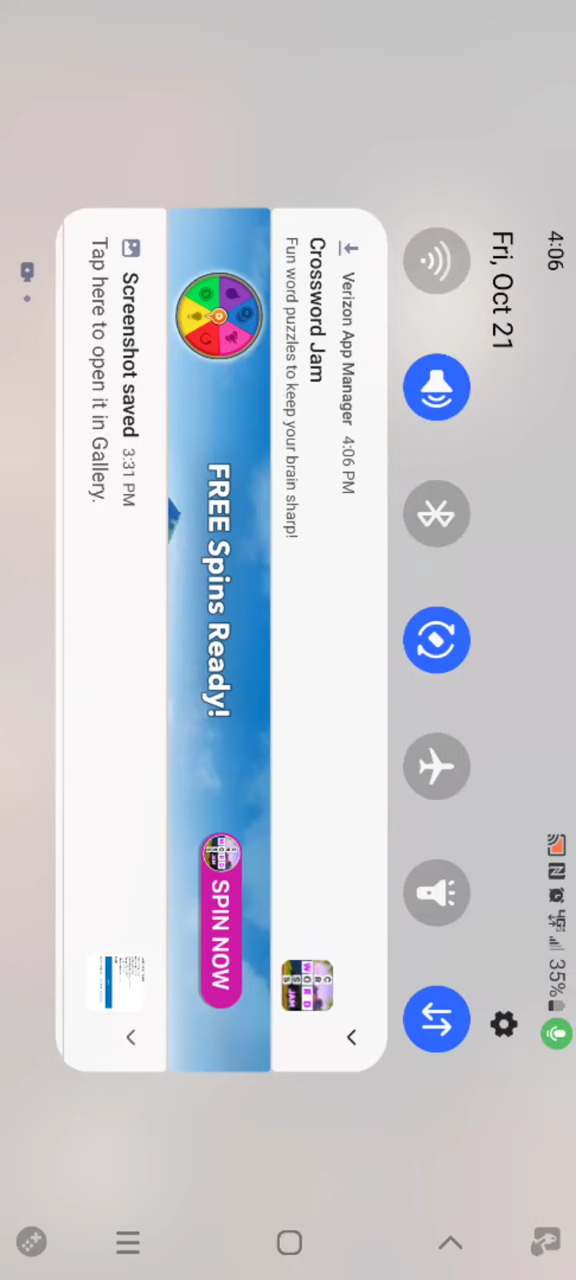 4:06
4G
35%
Fri, Oct 21
Verizon App Manager 4:06 PM
Crossword Jam
Fun word puzzles to keep your brain sharp!
FREE Spins Ready!
SPIN NOW
Screenshot saved 3:31 PM
Tap here to open it in Gallery.